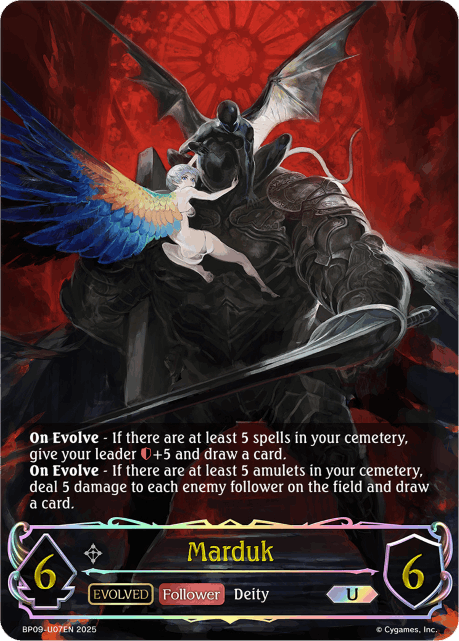 On Evolve - If there are at least 5 spells in your cemetery,
give your leader +5 and draw a card.
On Evolve - If there are at least 5 amulets in your cemetery,
deal 5 damage to each enemy follower on the field and draw
a card.
Marduk
6
6
EVOLVED Follower Deity U
BP09-U07EN 2025 © Cygames, Inc.